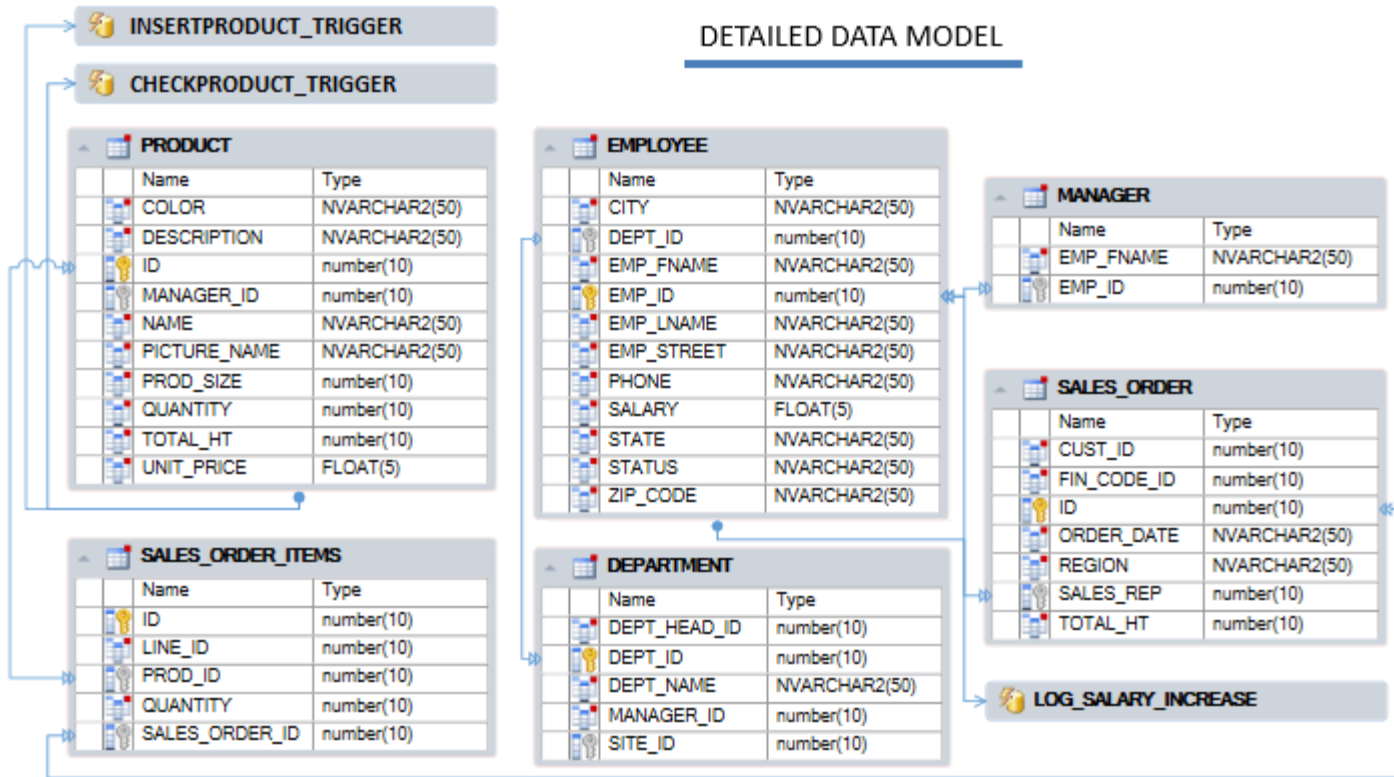 INSERTPRODUCT_TRIGGER
DETAILED DATA MODEL
CHECKPRODUCT_TRIGGER
PRODUCT
Name Type
COLOR NVARCHAR2(50)
DESCRIPTION NVARCHAR2(50)
ID number(10)
MANAGER_ID number(10)
NAME NVARCHAR2(50)
PICTURE_NAME NVARCHAR2(50)
PROD_SIZE number(10)
QUANTITY number(10)
TOTAL_HT number(10)
UNIT_PRICE FLOAT(5)
EMPLOYEE
Name Type
CITY NVARCHAR2(50)
DEPT_ID number(10)
EMP_FNAME NVARCHAR2(50)
EMP_ID number(10)
EMP_LNAME NVARCHAR2(50)
EMP_STREET NVARCHAR2(50)
PHONE NVARCHAR2(50)
SALARY FLOAT(5)
STATE NVARCHAR2(50)
STATUS NVARCHAR2(50)
ZIP_CODE NVARCHAR2(50)
MANAGER
Name Type
EMP_FNAME NVARCHAR2(50)
EMP_ID number(10)
SALES_ORDER
Name Type
CUST_ID number(10)
FIN_CODE_ID number(10)
ID number(10)
ORDER_DATE NVARCHAR2(50)
REGION NVARCHAR2(50)
SALES_REP number(10)
TOTAL_HT number(10)
SALES_ORDER_ITEMS
Name Type
ID number(10)
LINE_ID number(10)
PROD_ID number(10)
QUANTITY number(10)
SALES_ORDER_ID number(10)
DEPARTMENT
Name Type
DEPT_HEAD_ID number(10)
DEPT_ID number(10)
DEPT_NAME NVARCHAR2(50)
MANAGER_ID number(10)
SITE_ID number(10)
LOG_SALARY_INCREASE